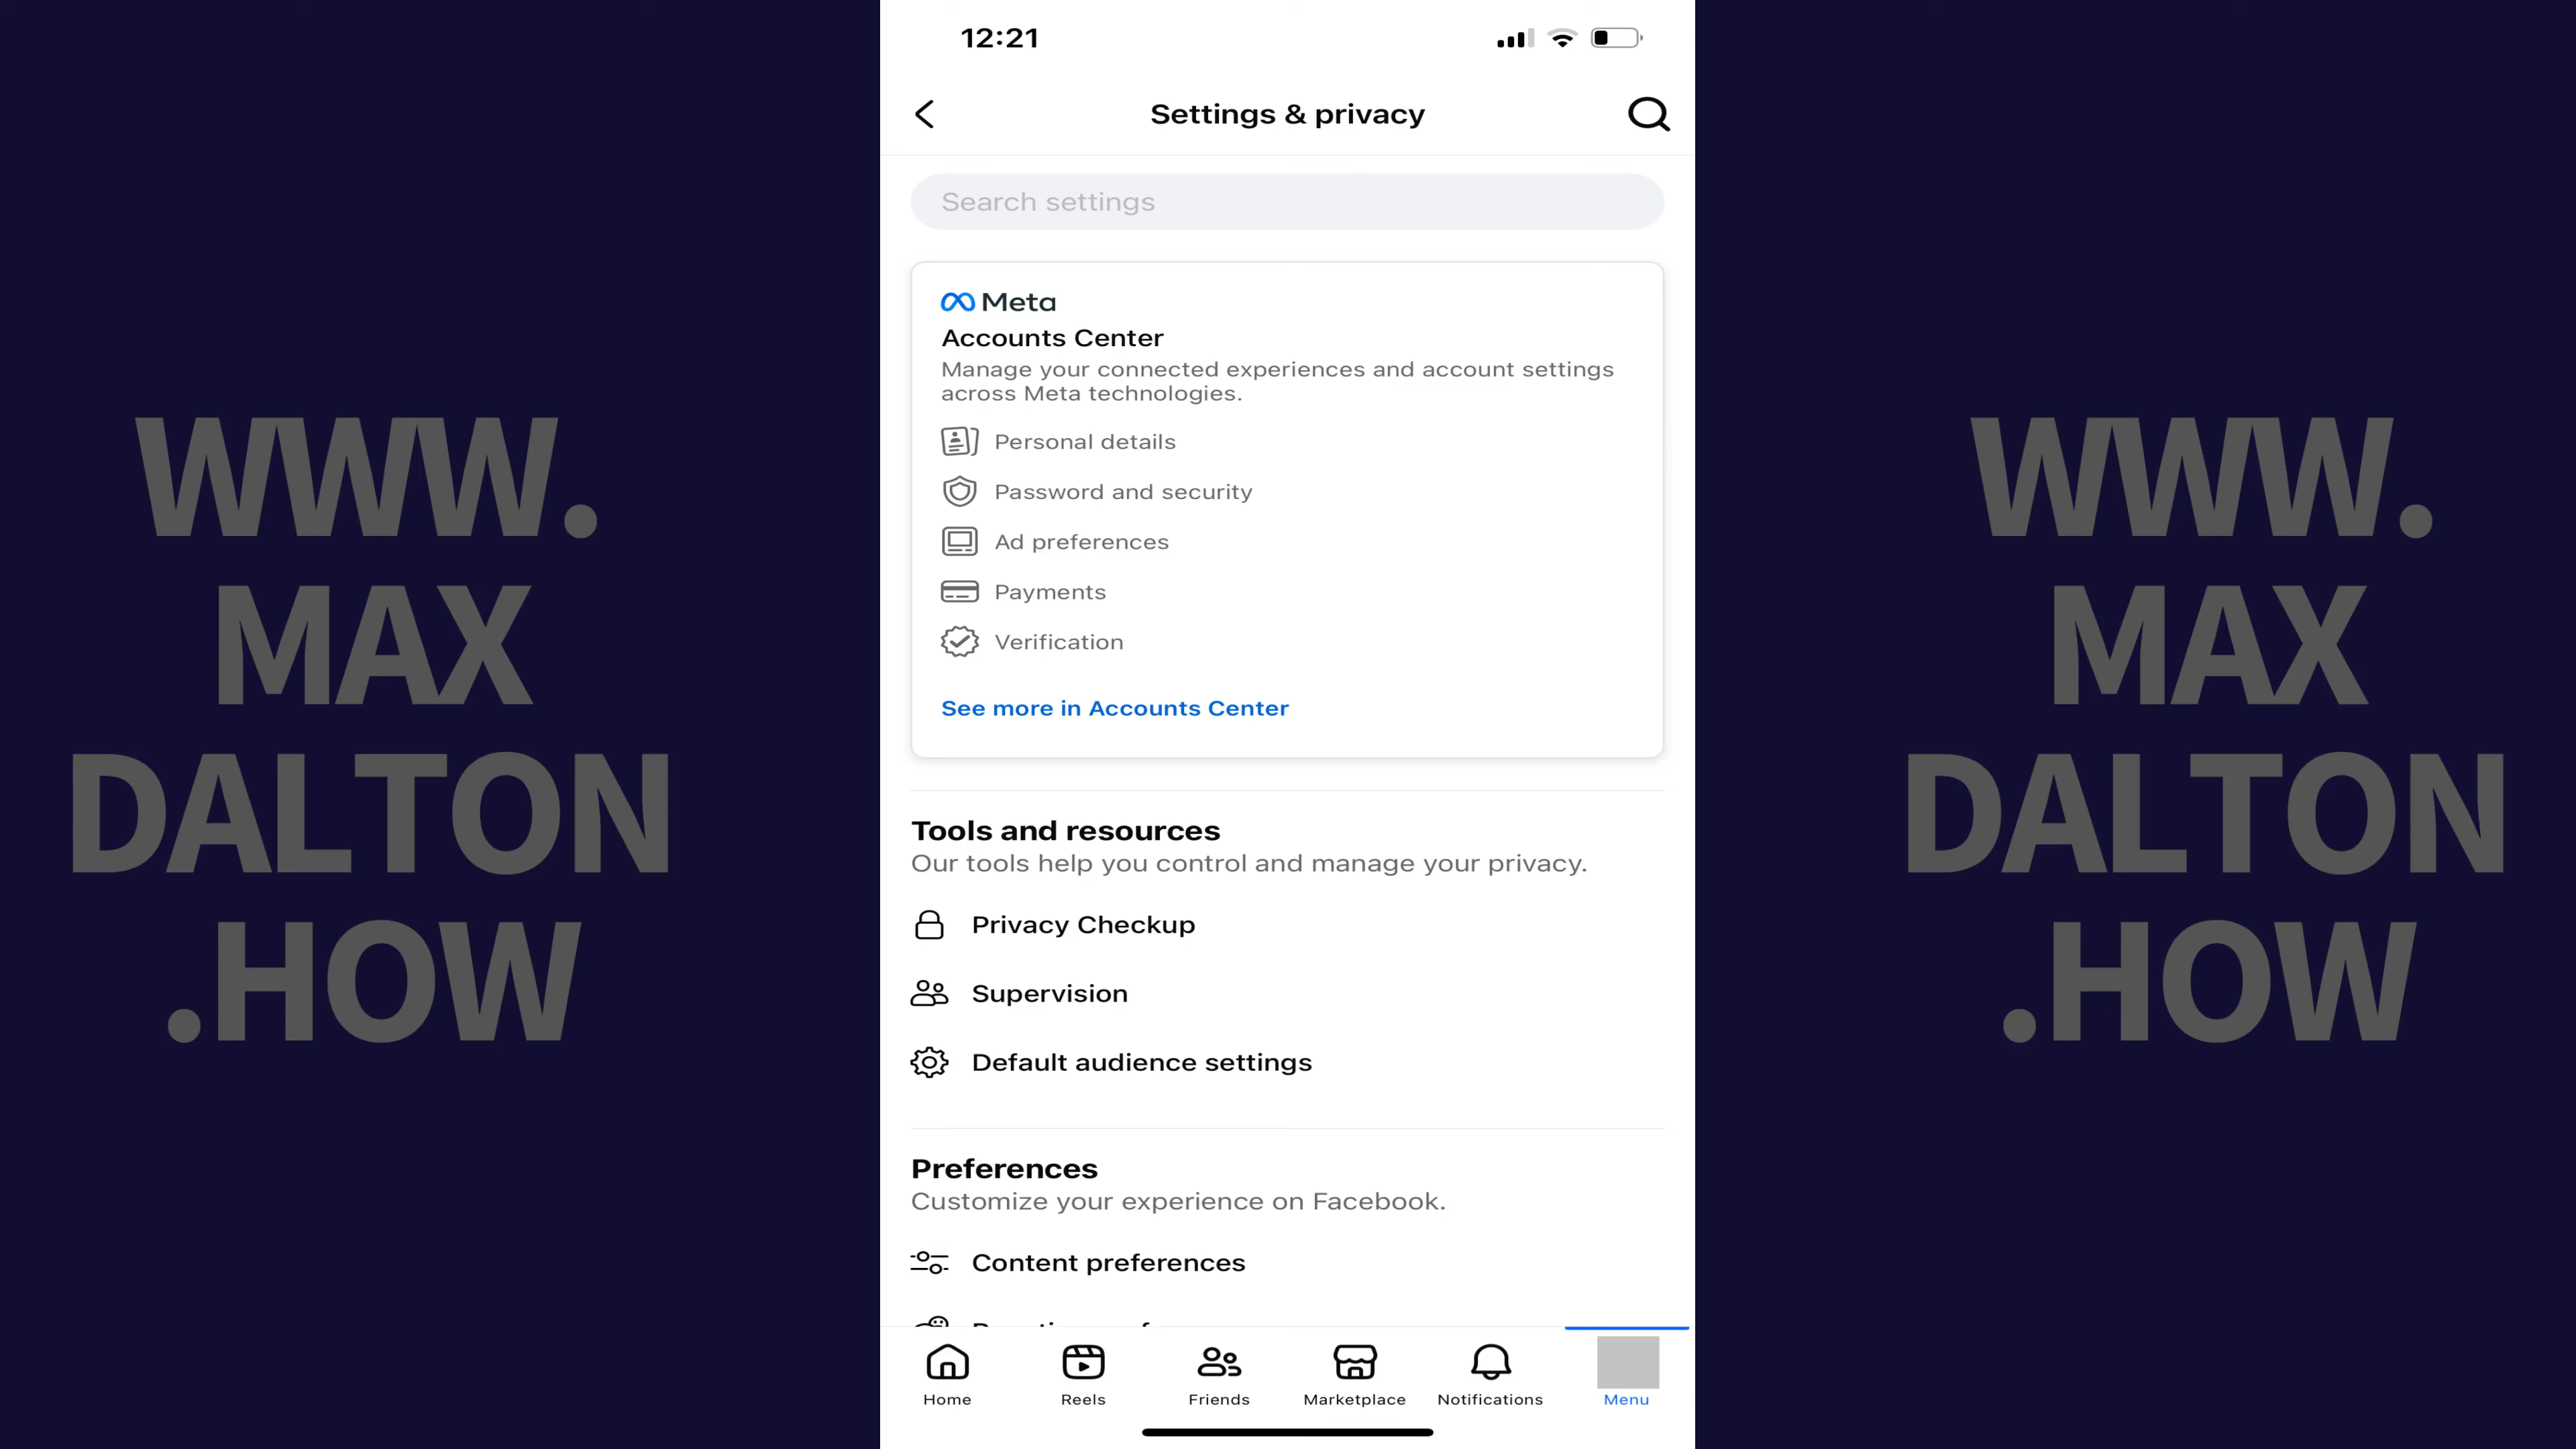 12:21
Settings & privacy
Search settings
Meta
Accounts Center
Manage your connected experiences and account settings
across Meta technologies.
Personal details
Password and security
Ad preferences
Payments
Verification
See more in Accounts Center
Tools and resources
Our tools help you control and manage your privacy.
Privacy Checkup
Supervision
Default audience settings
Preferences
Customize your experience on Facebook.
Content preferences
Home
Reels
Friends
Marketplace
Notifications
Menu
WWW.
MAX
DALTON
.HOW
WWW.
MAX
DALTON
.HOW